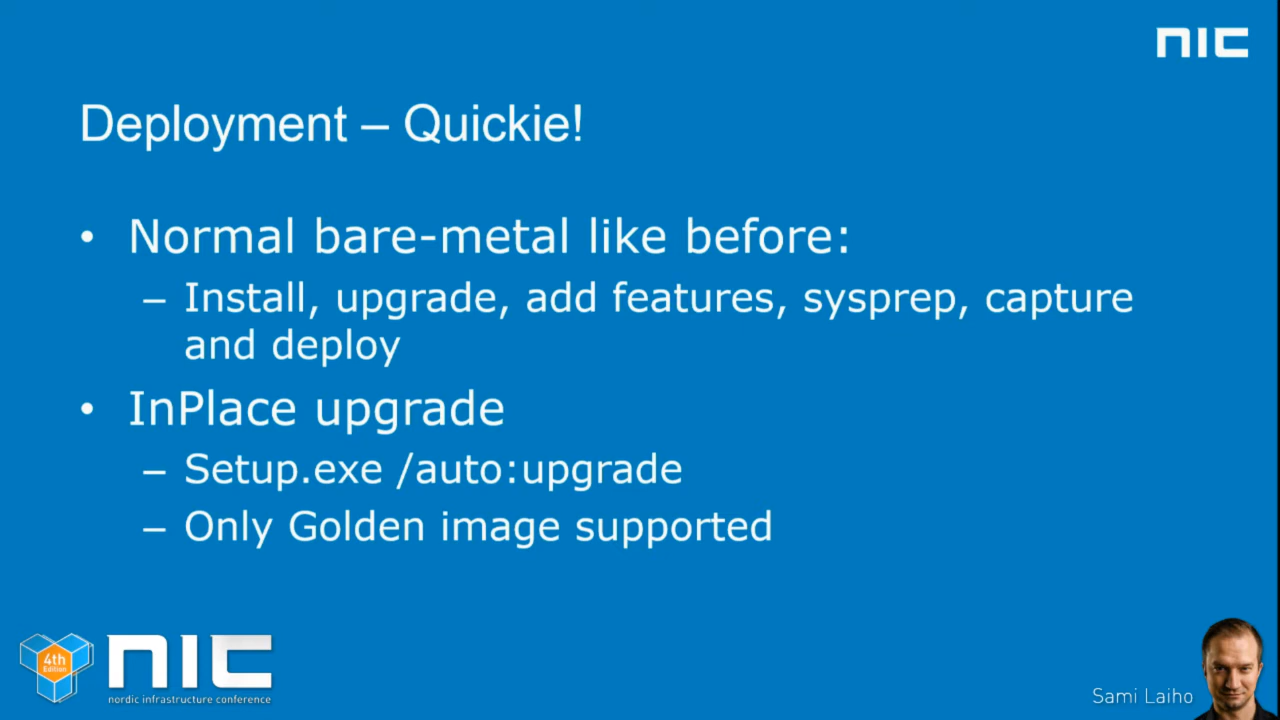 NIC
Deployment – Quickie!
• Normal bare-metal like before:
– Install, upgrade, add features, sysprep, capture
and deploy
• InPlace upgrade
– Setup.exe /auto:upgrade
– Only Golden image supported
4th
Edition
NIC
nordic infrastructure conference
Sami Laiho